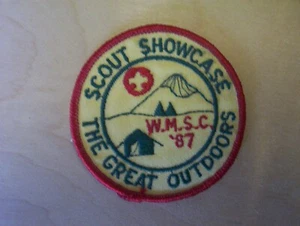 SCOUT SHOWCASE
W.M.S.C.
'87
THE GREAT OUTDOORS